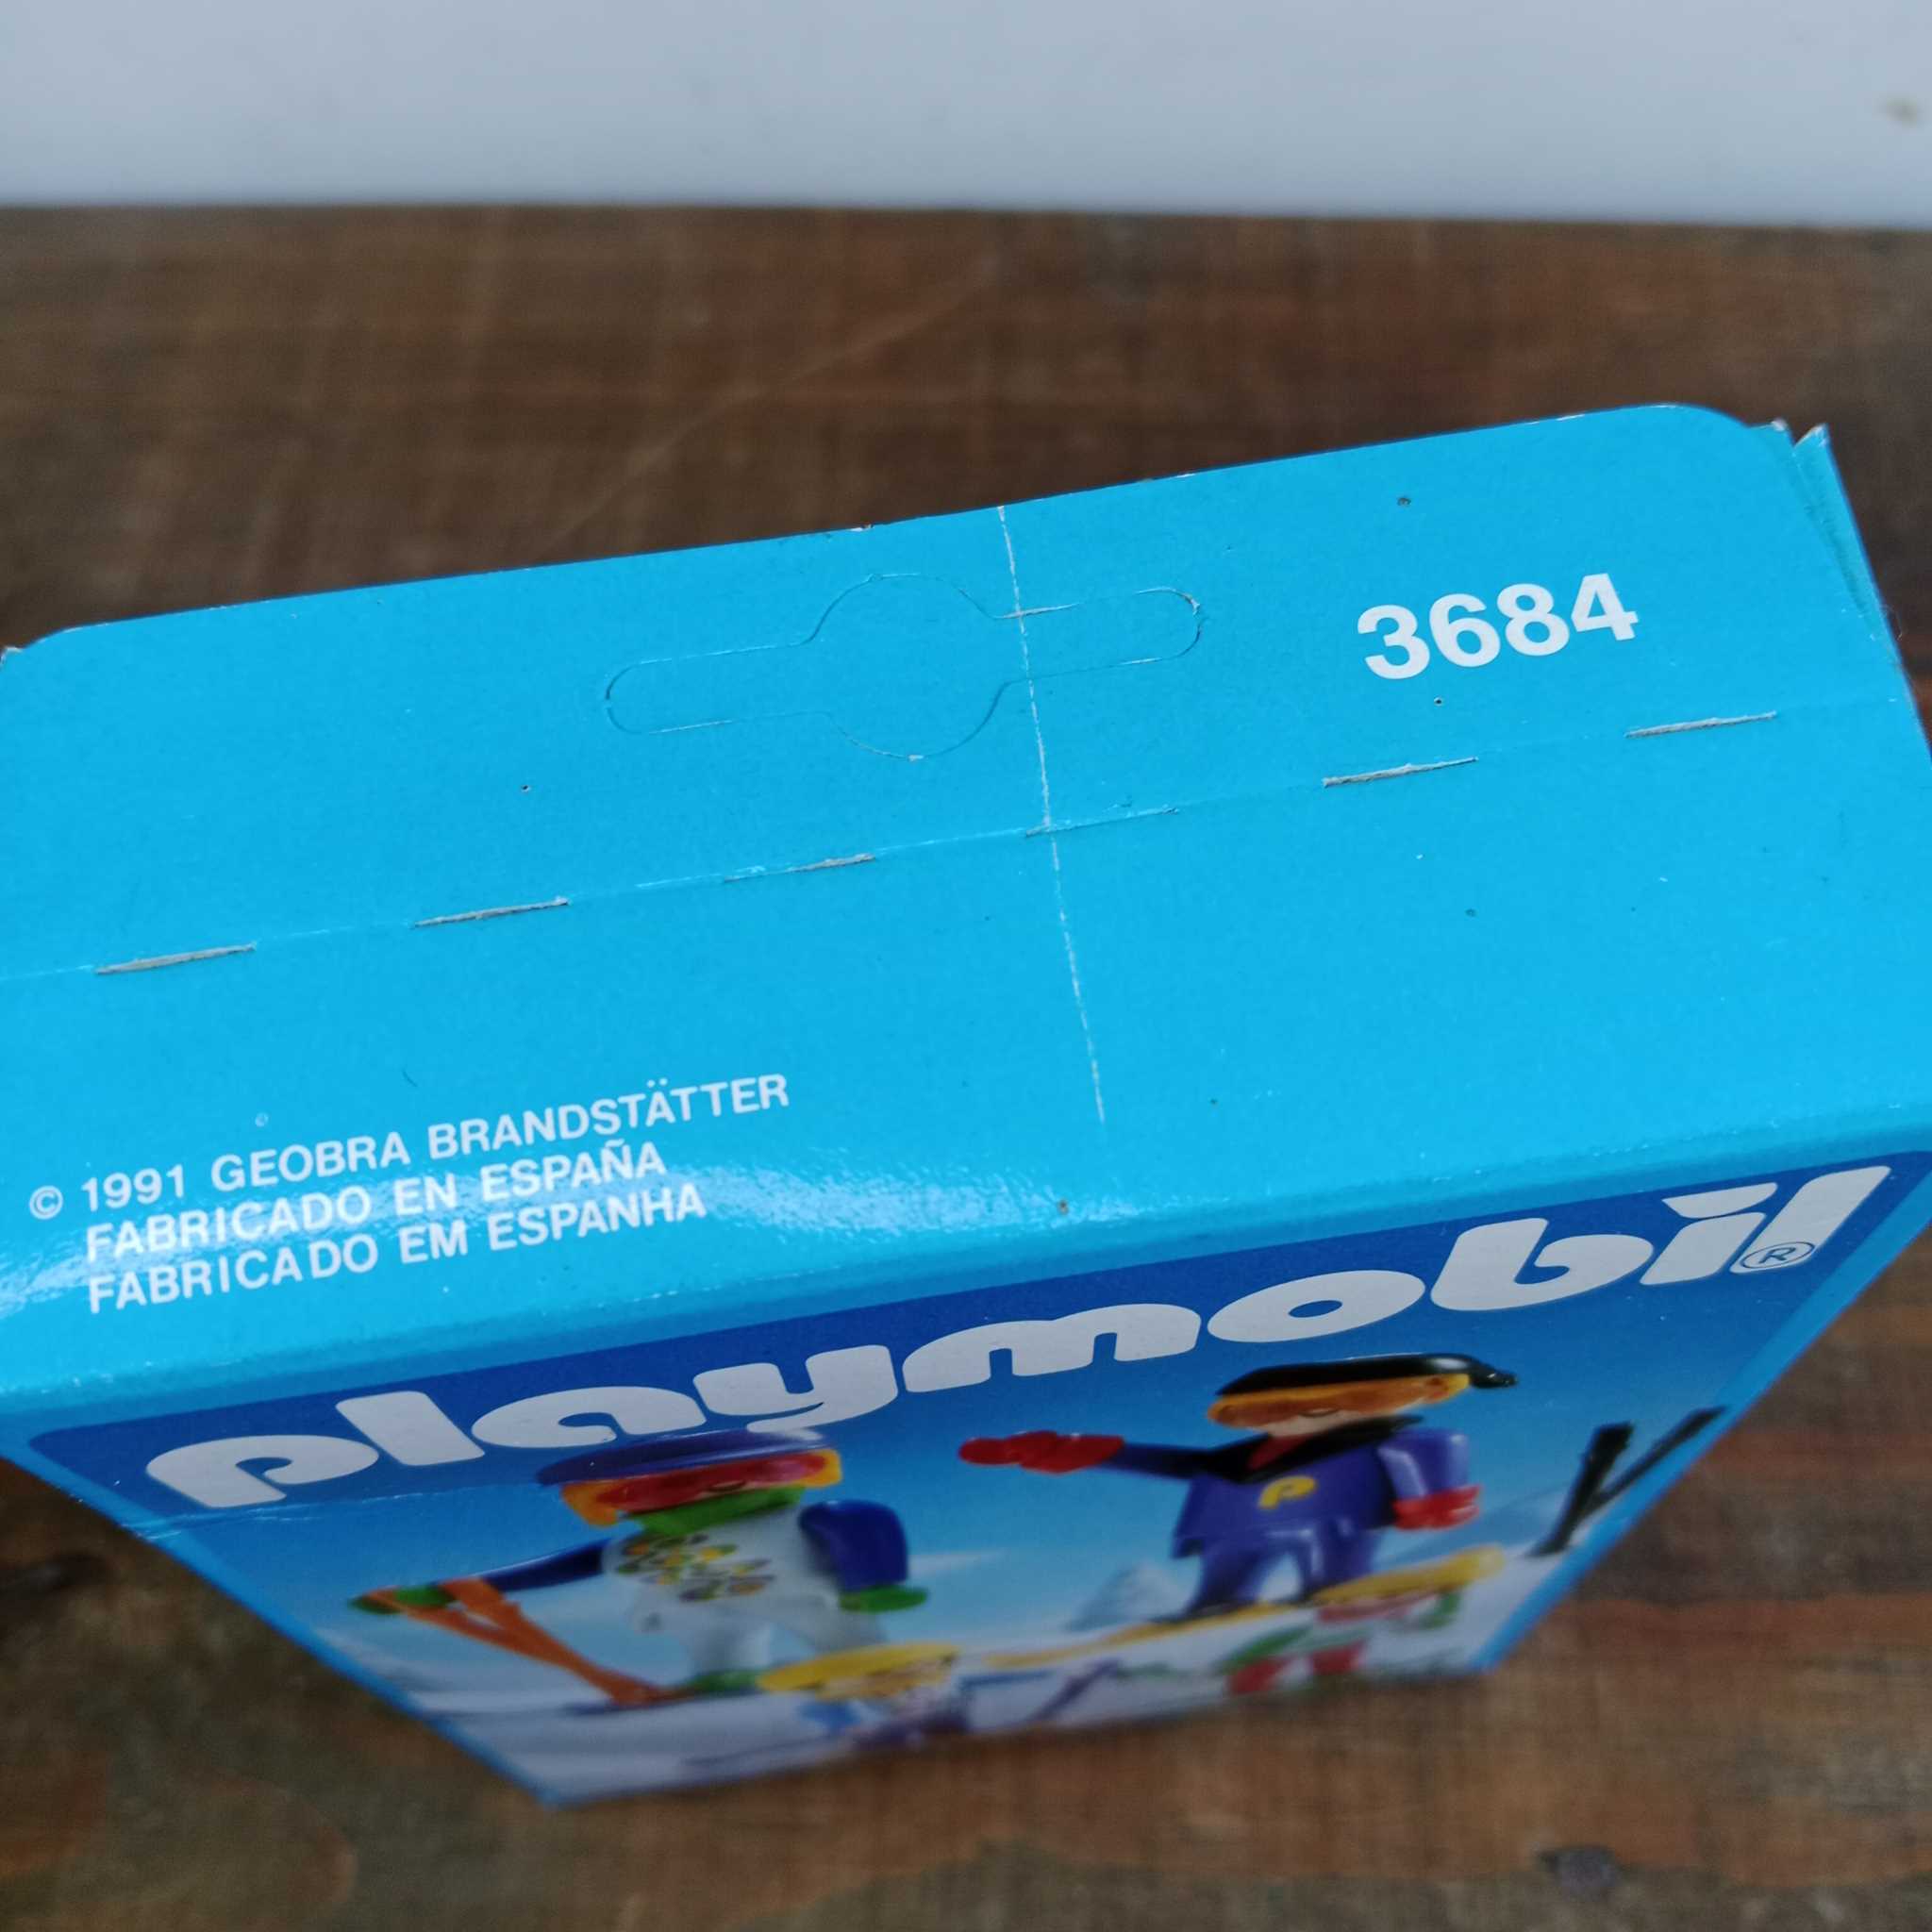 3684
© 1991 GEOBRA BRANDSTÄTTER
FABRICADO EN ESPAÑA
FABRICADO EM ESPANHA
playmobil®
P